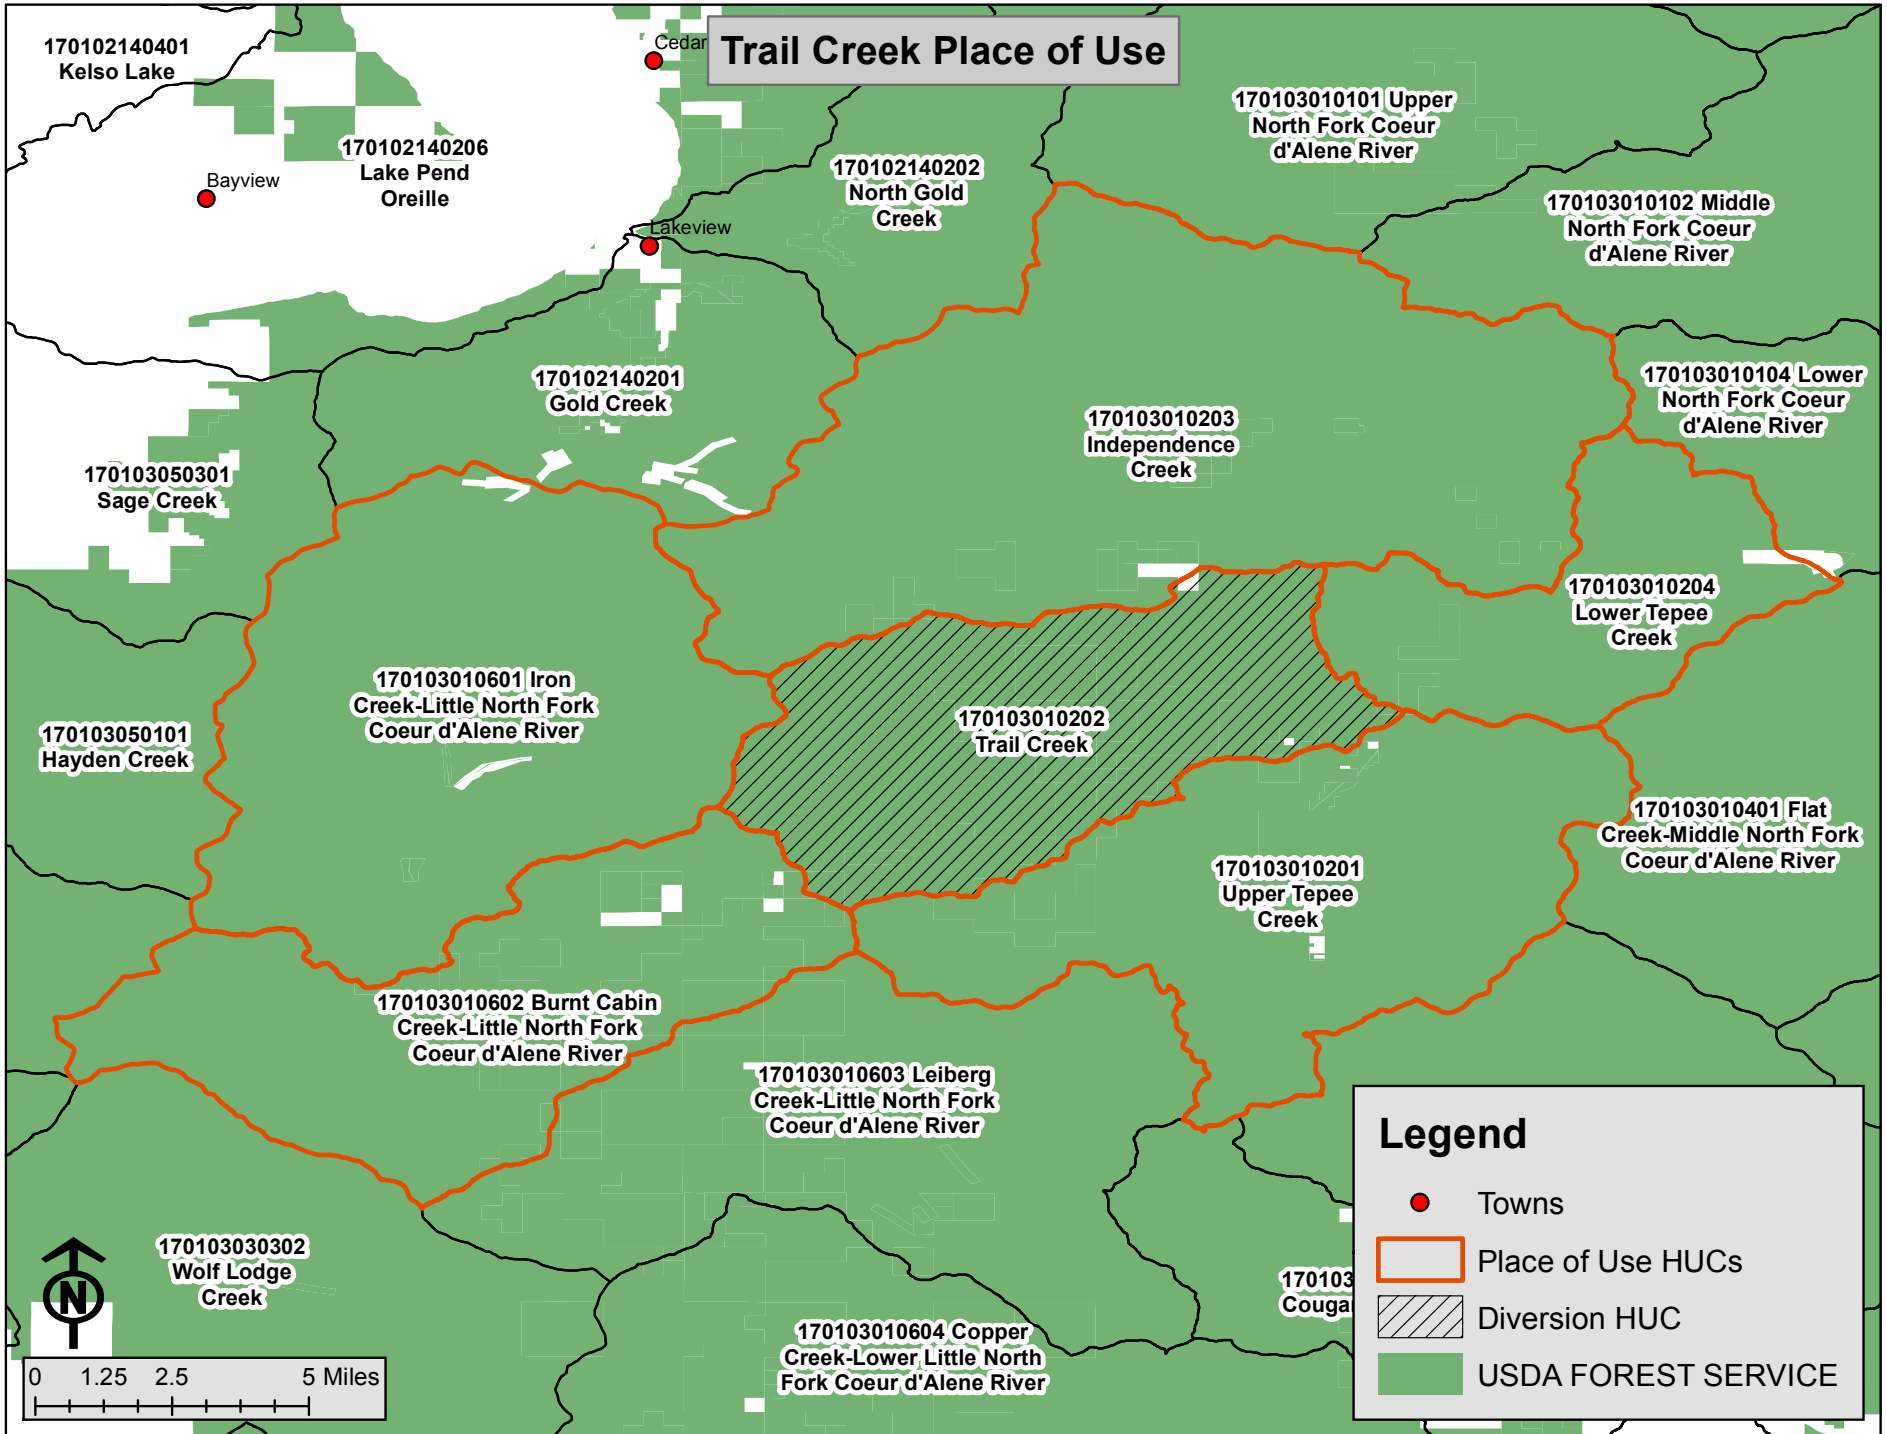 Trail Creek Place of Use
170102140401
Kelso Lake
Cedar
170102140206
Lake Pend
Oreille
Bayview
Lakeview
170102140202
North Gold
Creek
170103010101 Upper
North Fork Coeur
d'Alene River
170103010102 Middle
North Fork Coeur
d'Alene River
170102140201
Gold Creek
170103010203
Independence
Creek
170103010104 Lower
North Fork Coeur
d'Alene River
170103050301
Sage Creek
170103010204
Lower Tepee
Creek
170103010601 Iron
Creek-Little North Fork
Coeur d'Alene River
170103050101
Hayden Creek
170103010202
Trail Creek
170103010401 Flat
Creek-Middle North Fork
Coeur d'Alene River
170103010201
Upper Tepee
Creek
170103010602 Burnt Cabin
Creek-Little North Fork
Coeur d'Alene River
170103010603 Leiberg
Creek-Little North Fork
Coeur d'Alene River
170103030302
Wolf Lodge
Creek
170103
Couga
170103010604 Copper
Creek-Lower Little North
Fork Coeur d'Alene River
N
0 1.25 2.5 5 Miles
Legend
Towns
Place of Use HUCs
Diversion HUC
USDA FOREST SERVICE